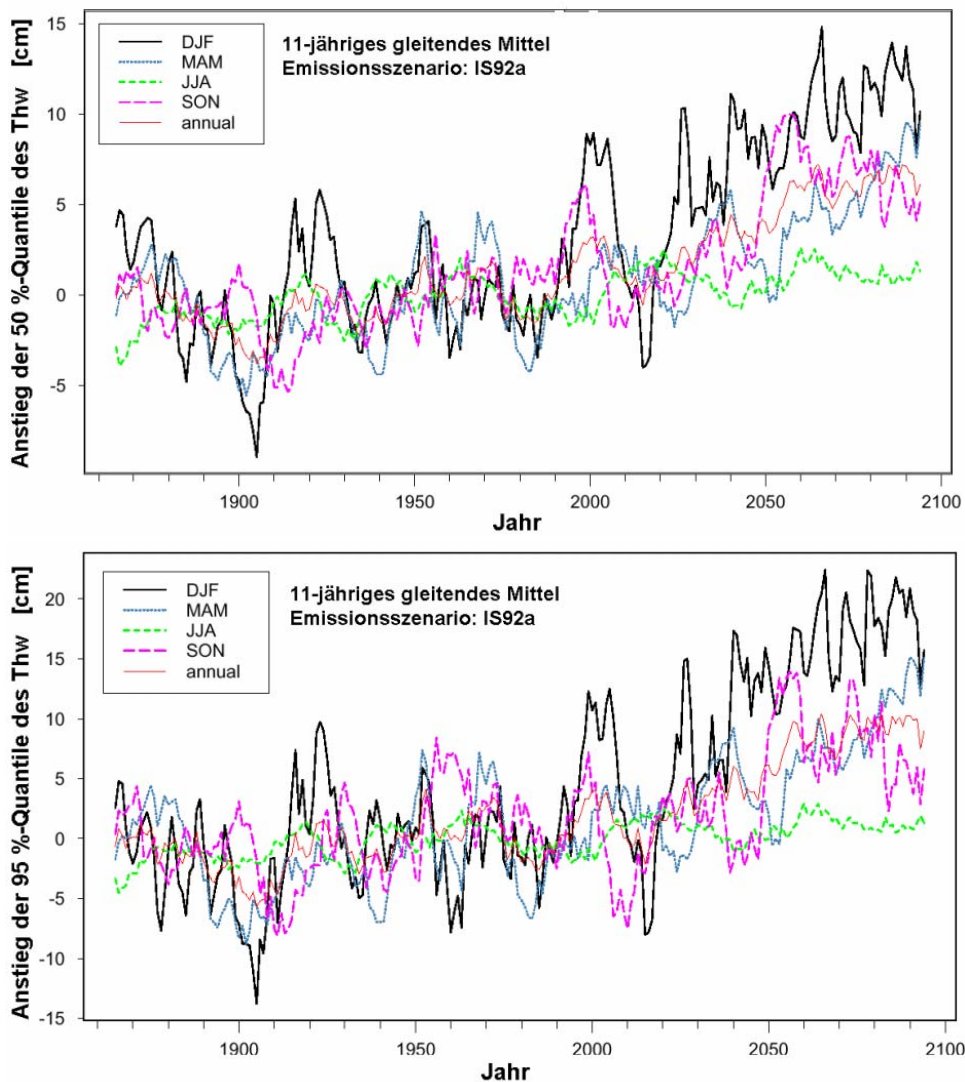 Anstieg der 50 %-Quantile des Thw [cm]
15
10
5
0
-5
DJF
MAM
JJA
SON
annual
11-jähriges gleitendes Mittel
Emissionsszenario: IS92a
1900
1950
2000
2050
2100
Jahr
Anstieg der 95 %-Quantile des Thw [cm]
20
15
10
5
0
-5
-10
-15
DJF
MAM
JJA
SON
annual
11-jähriges gleitendes Mittel
Emissionsszenario: IS92a
1900
1950
2000
2050
2100
Jahr